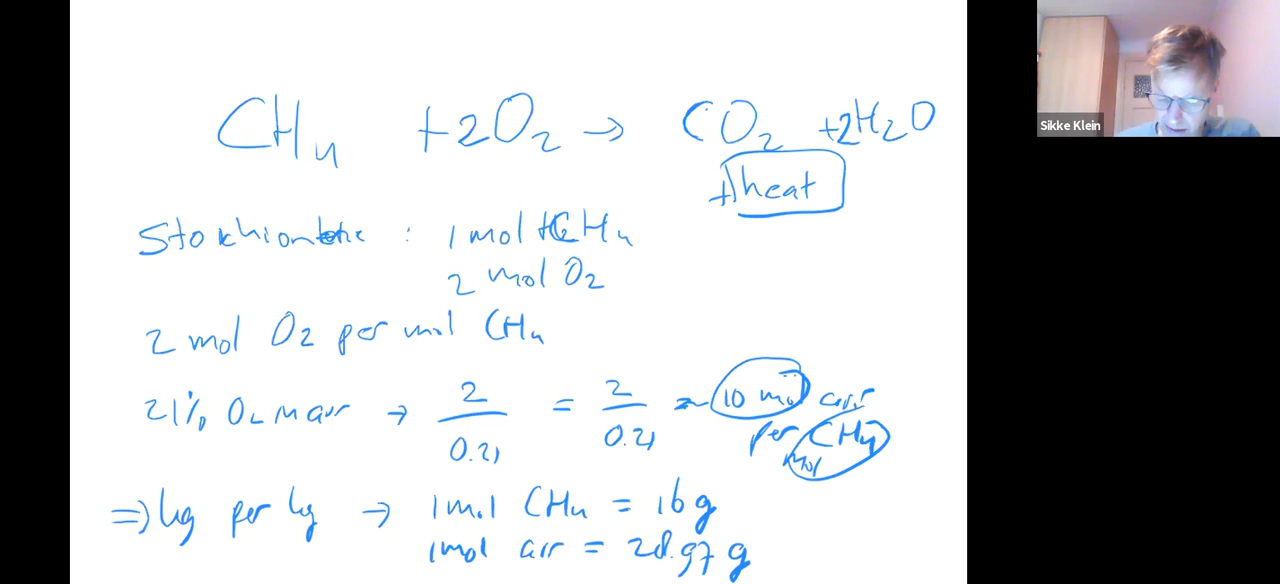 CH4 + 2O2 → CO2 + 2H2O
+ heat
Stokhiometric : 1 mol CH4
2 mol O2
2 mol O2 per mol CH4
21% O2 in air → 2/0.21 = 2/0.21 ~ 10 mol air
per mol CH4
⇒ kg per kg → 1 mol CH4 = 16 g
1 mol air = 28.97 g
Sikke Klein